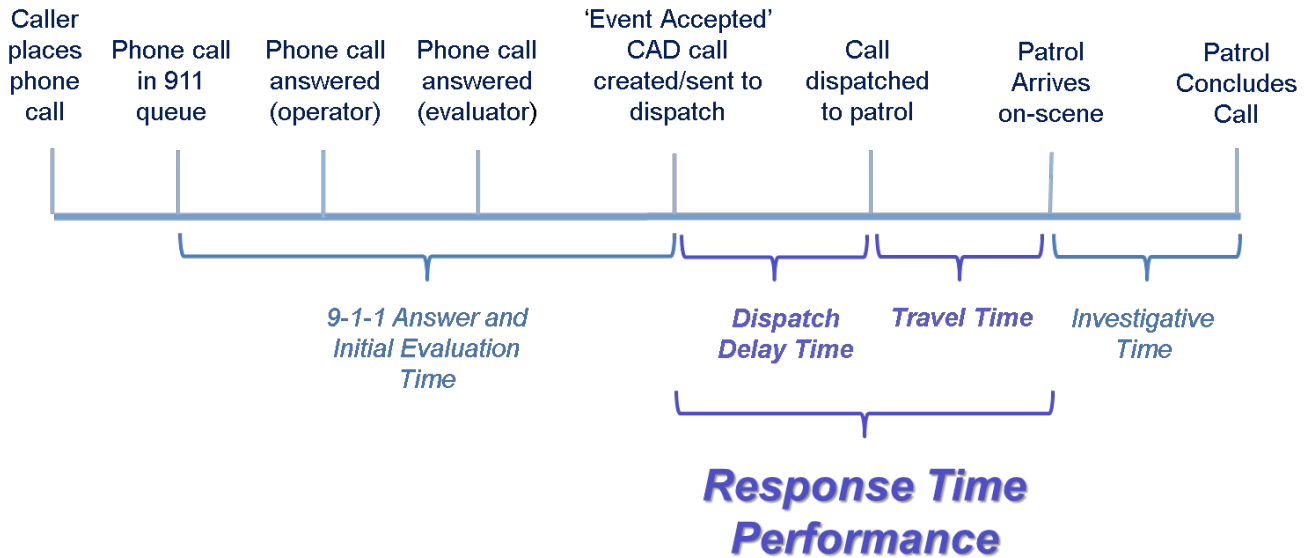 Caller
places
phone
call
Phone call
in 911
queue
Phone call
answered
(operator)
Phone call
answered
(evaluator)
‘Event Accepted’
CAD call
created/sent to
dispatch
Call
dispatched
to patrol
Patrol
Arrives
on-scene
Patrol
Concludes
Call
9-1-1 Answer and
Initial Evaluation
Time
Dispatch
Delay Time
Travel Time
Investigative
Time
Response Time
Performance